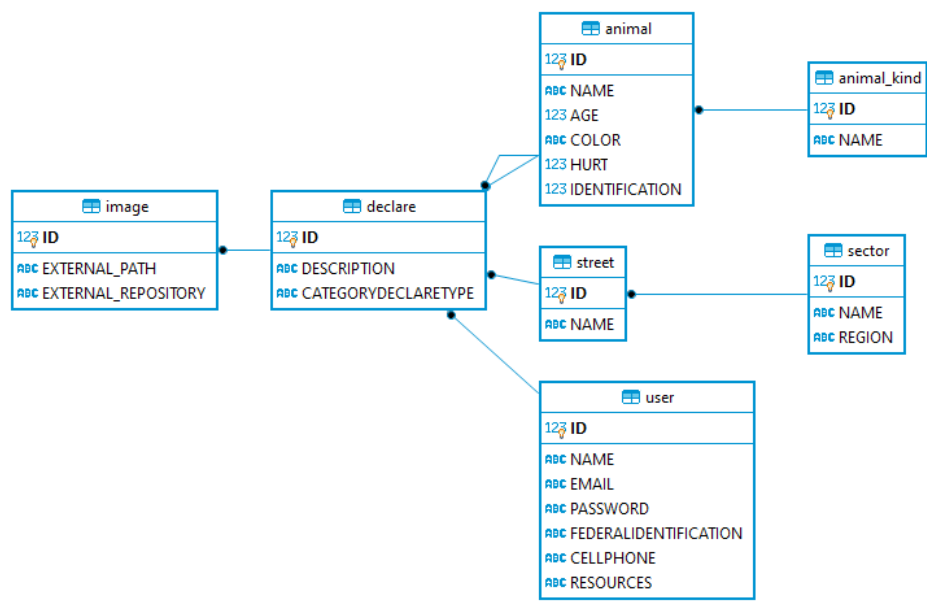 animal
123 ID
ABC NAME
123 AGE
ABC COLOR
123 HURT
123 IDENTIFICATION
animal_kind
123 ID
ABC NAME
image
123 ID
ABC EXTERNAL_PATH
ABC EXTERNAL_REPOSITORY
declare
123 ID
ABC DESCRIPTION
ABC CATEGORYDECLARETYPE
street
123 ID
ABC NAME
sector
123 ID
ABC NAME
ABC REGION
user
123 ID
ABC NAME
ABC EMAIL
ABC PASSWORD
ABC FEDERALIDENTIFICATION
ABC CELLPHONE
ABC RESOURCES